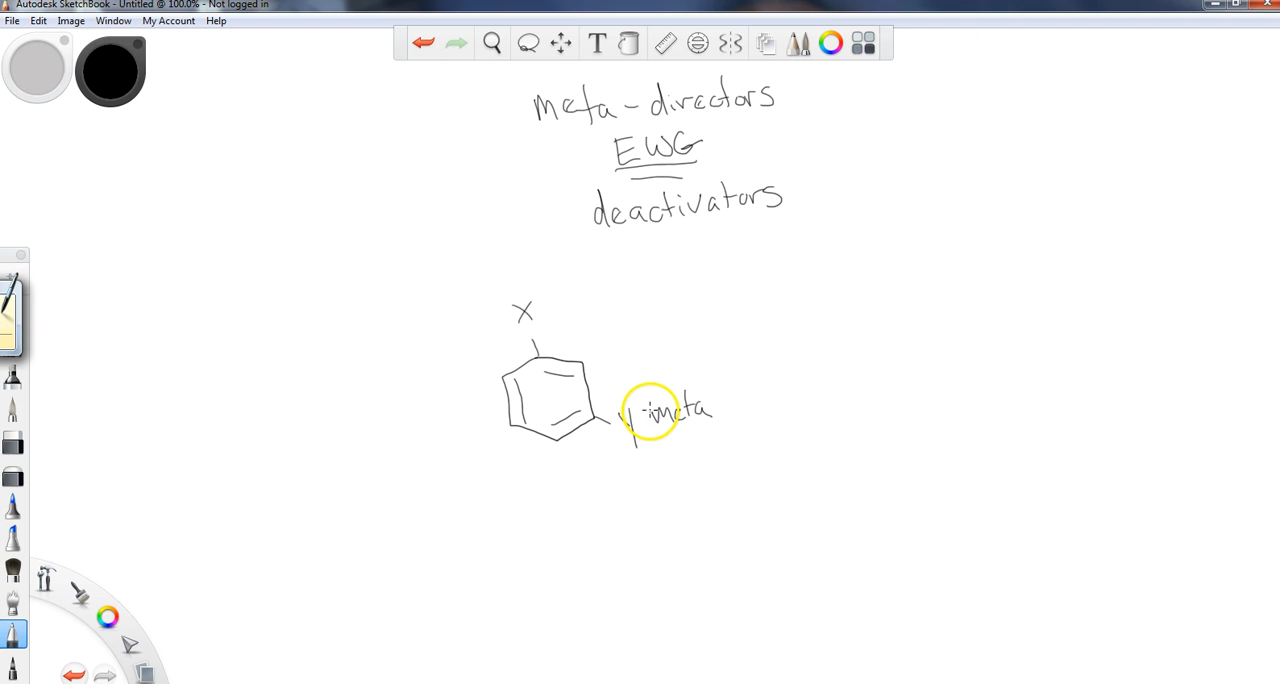 Autodesk SketchBook - Untitled @ 100.0% - Not logged in
File Edit Image Window My Account Help
T
meta-directors
EWG
deactivators
X
Y-meta